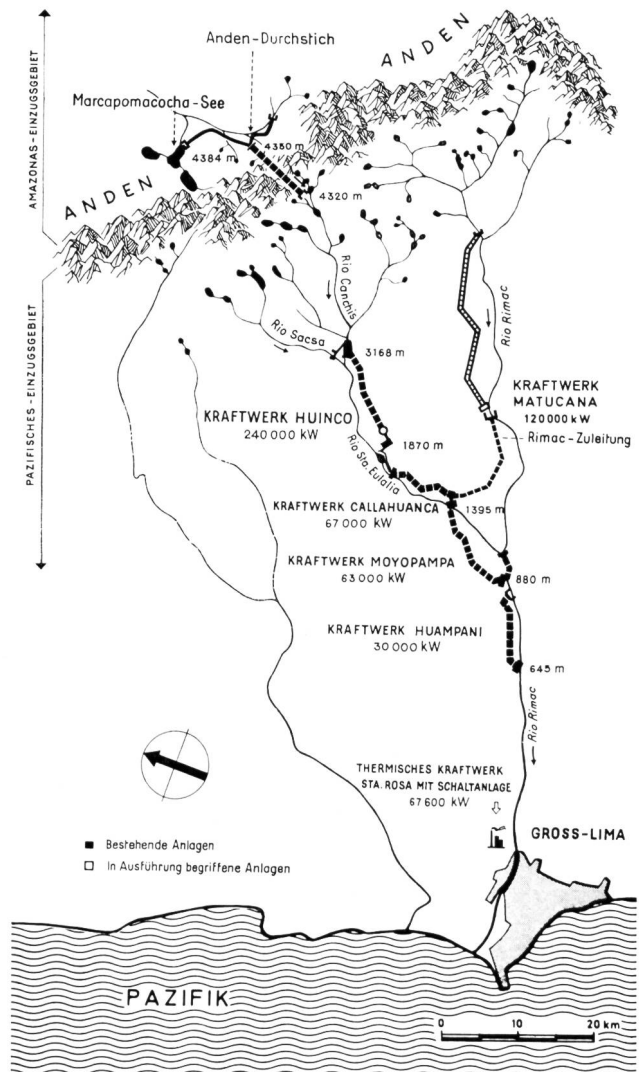 ANDEN
Anden-Durchstich
Marcapomacocha-See
AMAZONAS-EINZUGSGEBIET
4384 m
4380 m
4320 m
ANDEN
PAZIFISCHES-EINZUGSGEBIET
Rio Canchis
Rio Sacsa
Rio Rimac
3168 m
KRAFTWERK
MATUCANA
120000 kW
KRAFTWERK HUINCO
240 000 kW
Rimac-Zuleitung
1870 m
Rio Sta. Eulalia
KRAFTWERK CALLAHUANCA
67 000 kW
1395 m
KRAFTWERK MOYOPAMPA
63 000 kW
880 m
KRAFTWERK HUAMPANI
30 000 kW
645 m
Rio Rimac
THERMISCHES KRAFTWERK
STA. ROSA MIT SCHALTANLAGE
67 600 kW
GROSS-LIMA
Bestehende Anlagen
In Ausführung begriffene Anlagen
PAZIFIK
0 10 20 km